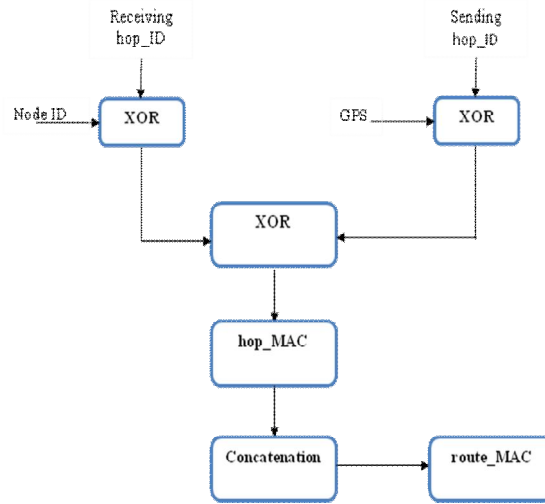 Receiving
hop_ID
Sending
hop_ID
Node ID
XOR
GPS
XOR
XOR
hop_MAC
Concatenation
route_MAC